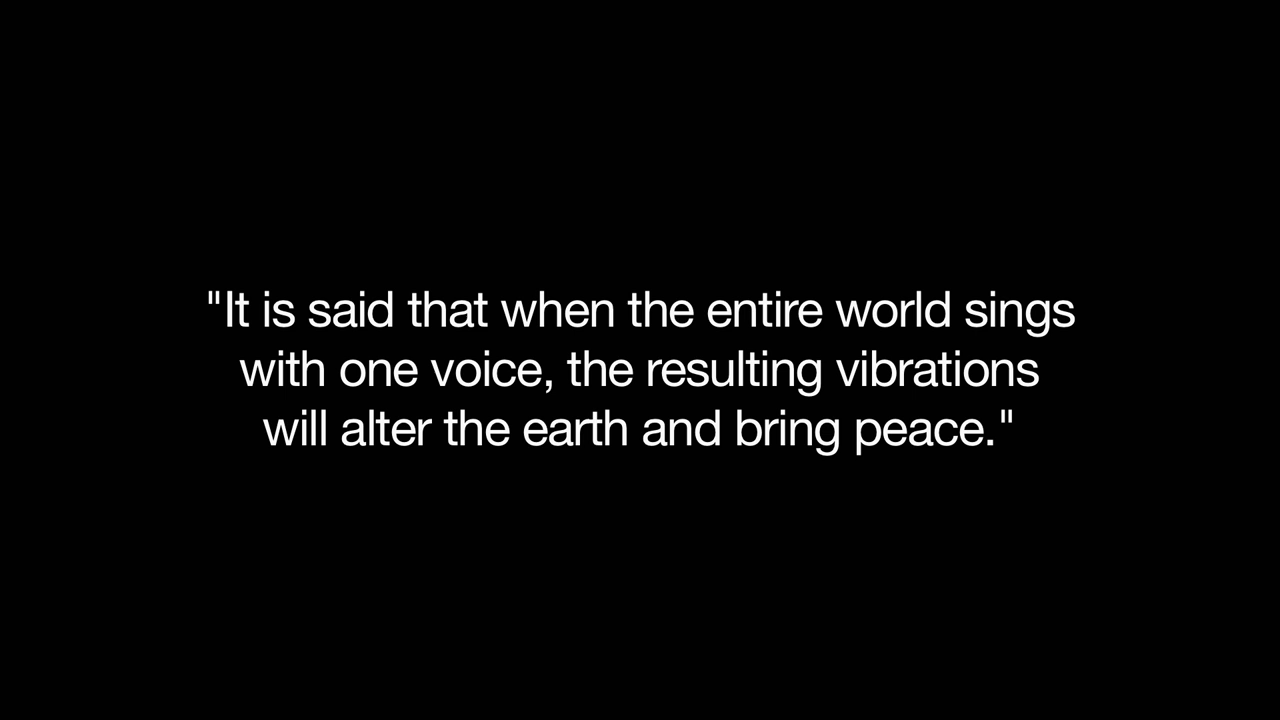 "It is said that when the entire world sings
with one voice, the resulting vibrations
will alter the earth and bring peace."